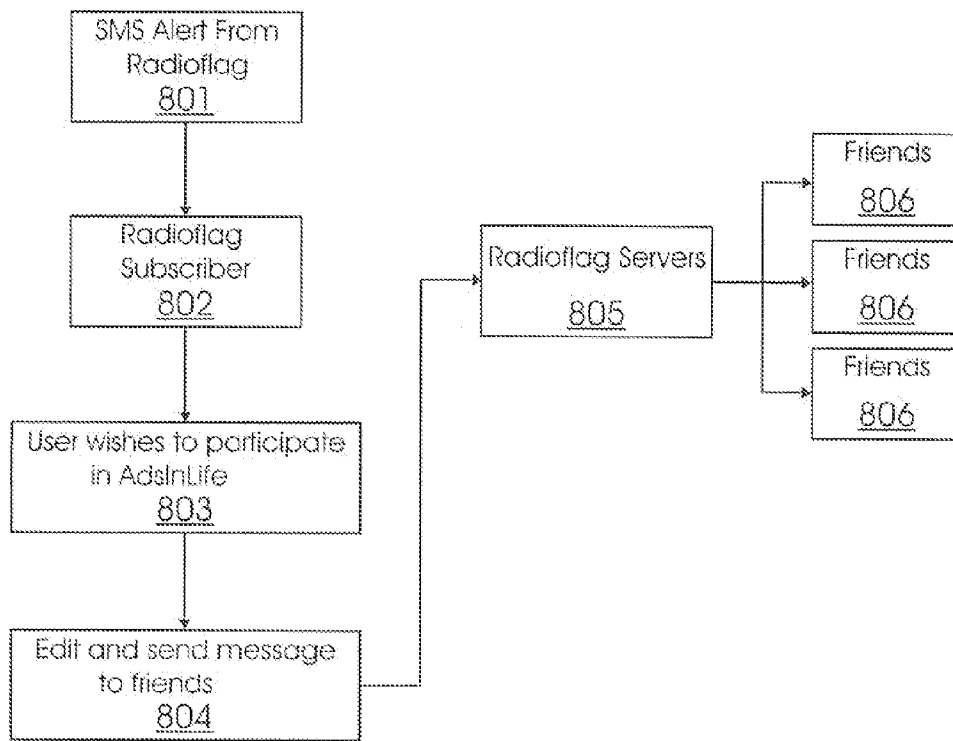 SMS Alert From
Radioflag
801
Radioflag
Subscriber
802
User wishes to participate
in AdsInLife
803
Edit and send message
to friends
804
Radioflag Servers
805
Friends
806
Friends
806
Friends
806